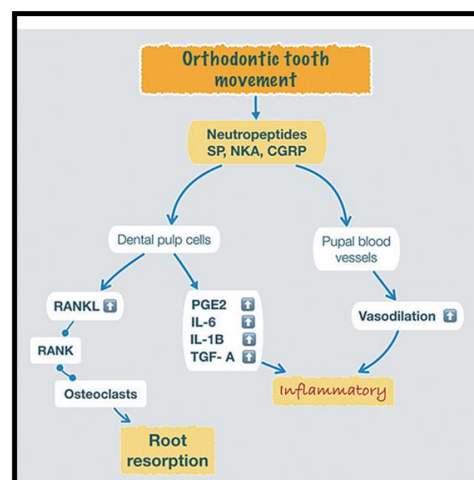 Orthodontic tooth
movement
Neutropeptides
SP, NKA, CGRP
Dental pulp cells
Pupal blood
vessels
RANKL
PGE2
IL-6
IL-1B
TGF- A
Vasodilation
RANK
Osteoclasts
Inflammatory
Root
resorption